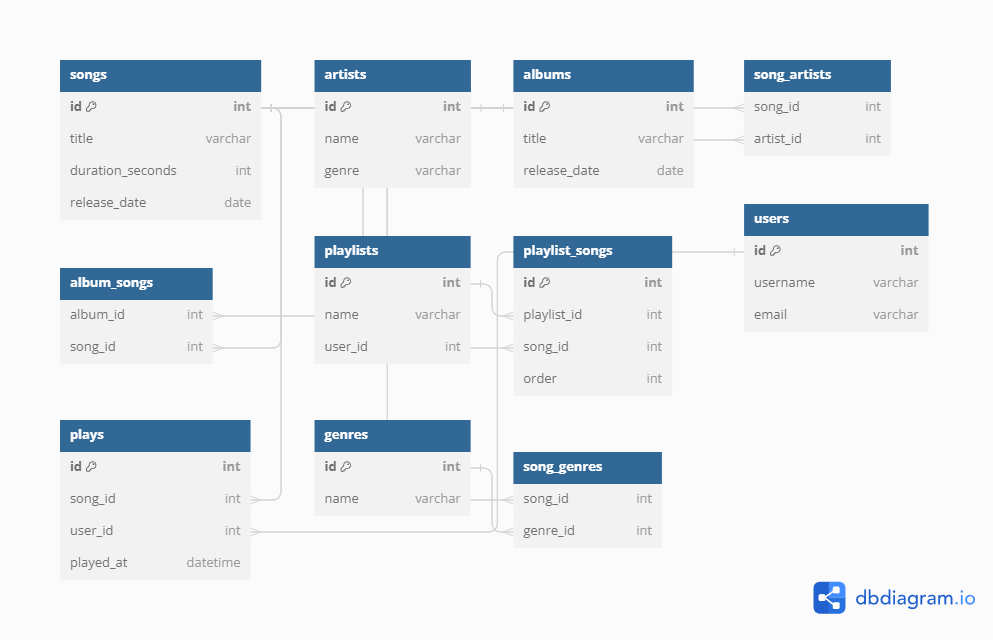 songs
id int
title varchar
duration_seconds int
release_date date
artists
id int
name varchar
genre varchar
albums
id int
title varchar
release_date date
song_artists
song_id int
artist_id int
album_songs
album_id int
song_id int
playlists
id int
name varchar
user_id int
playlist_songs
id int
playlist_id int
song_id int
order int
users
id int
username varchar
email varchar
plays
id int
song_id int
user_id int
played_at datetime
genres
id int
name varchar
song_genres
song_id int
genre_id int
dbdiagram.io